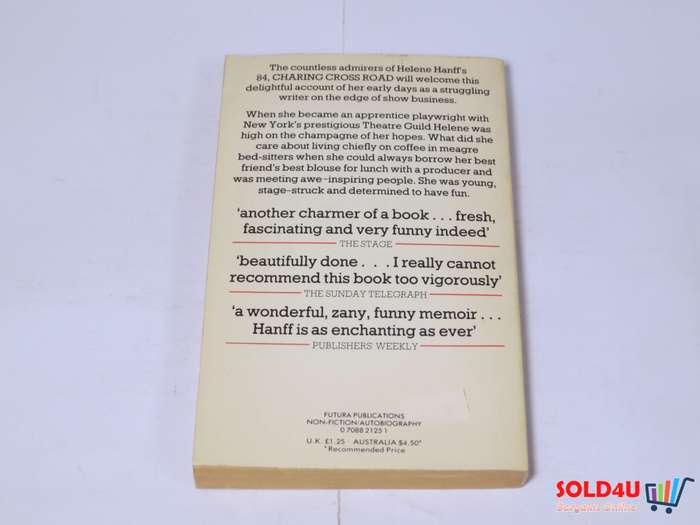 The countless admirers of Helene Hanff's
84, CHARING CROSS ROAD will welcome this
delightful account of her early days as a struggling
writer on the edge of show business.
When she became an apprentice playwright with
New York's prestigious Theatre Guild Helene was
high on the champagne of her hopes. What did she
care about living chiefly on coffee in meagre
bed-sitters when she could always borrow her best
friend's best blouse for lunch with a producer and
was meeting awe-inspiring people. She was young,
stage-struck and determined to have fun.
'another charmer of a book . . . fresh,
fascinating and very funny indeed'
THE STAGE
'beautifully done . . . I really cannot
recommend this book too vigorously'
THE SUNDAY TELEGRAPH
'a wonderful, zany, funny memoir . . .
Hanff is as enchanting as ever'
PUBLISHERS' WEEKLY
FUTURA PUBLICATIONS
NON-FICTION/AUTOBIOGRAPHY
0 7088 2125 1
U.K. £1.25 · AUSTRALIA $4.50*
*Recommended Price
SOLD4U
Bargains Online